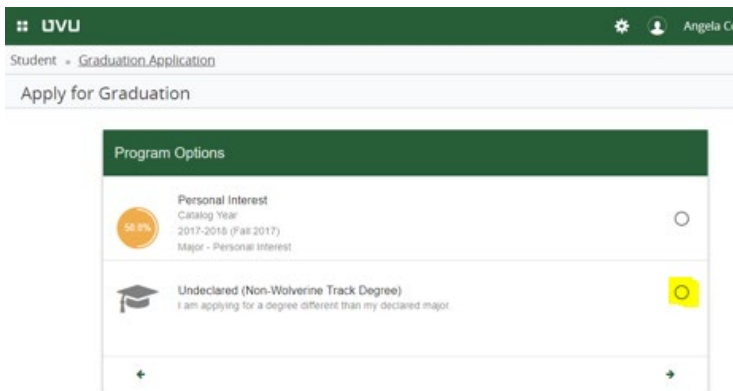 UVU
Angela C
Student Graduation Application
Apply for Graduation
Program Options
Personal Interest
Catalog Year
50.0%
2017-2018 (Fall 2017)
Major - Personal Interest
Undeclared (Non-Wolverine Track Degree)
I am applying for a degree different than my declared major.